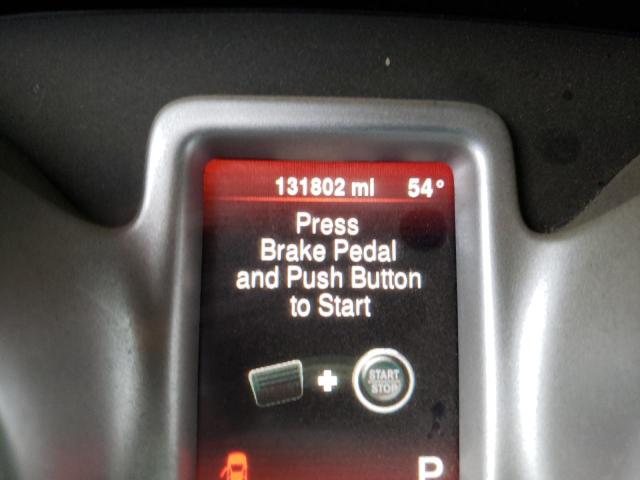 131802 mi 54°
Press
Brake Pedal
and Push Button
to Start
START
STOP
P